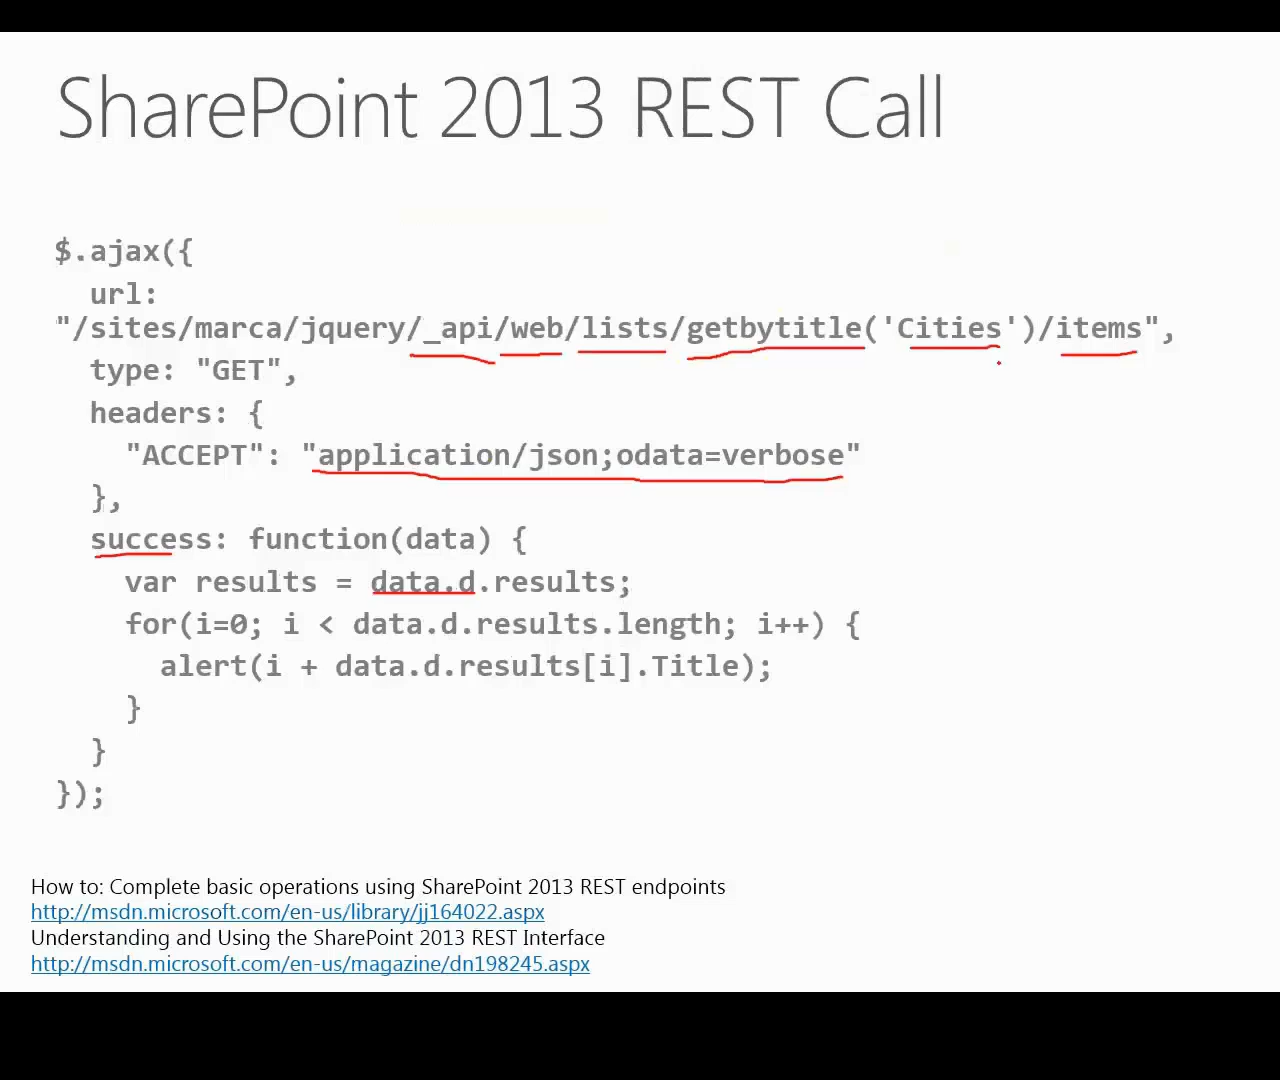 SharePoint 2013 REST Call
$.ajax({
url:
"/sites/marca/jquery/_api/web/lists/getbytitle('Cities')/items",
type: "GET",
headers: {
"ACCEPT": "application/json;odata=verbose"
},
success: function(data) {
var results = data.d.results;
for(i=0; i < data.d.results.length; i++) {
alert(i + data.d.results[i].Title);
}
}
});
How to: Complete basic operations using SharePoint 2013 REST endpoints
http://msdn.microsoft.com/en-us/library/jj164022.aspx
Understanding and Using the SharePoint 2013 REST Interface
http://msdn.microsoft.com/en-us/magazine/dn198245.aspx